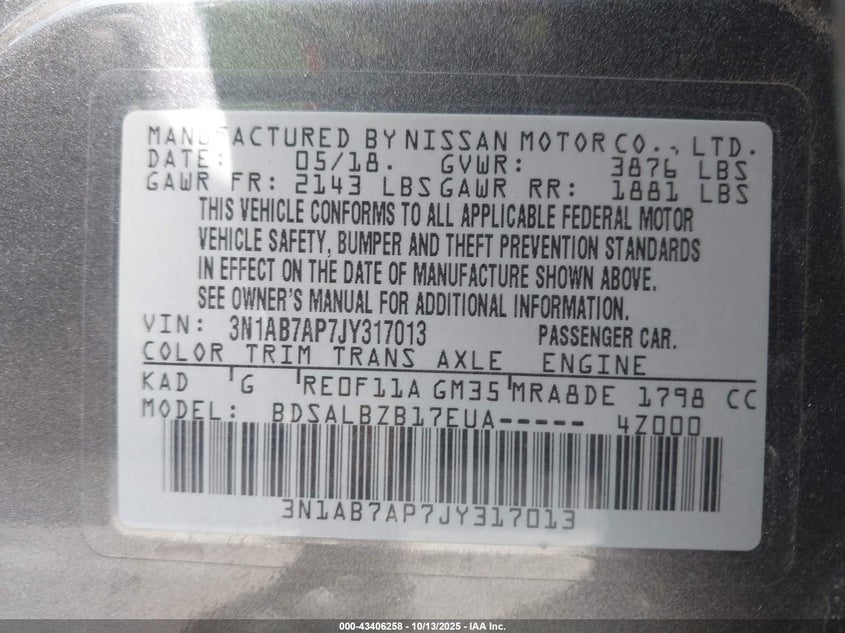 MANUFACTURED BY NISSAN MOTOR CO., LTD.
DATE: 05/18. GVWR: 3876 LBS
GAWR FR: 2143 LBS GAWR RR: 1881 LBS
THIS VEHICLE CONFORMS TO ALL APPLICABLE FEDERAL MOTOR
VEHICLE SAFETY, BUMPER AND THEFT PREVENTION STANDARDS
IN EFFECT ON THE DATE OF MANUFACTURE SHOWN ABOVE.
SEE OWNER'S MANUAL FOR ADDITIONAL INFORMATION.
VIN: 3N1AB7AP7JY317013 PASSENGER CAR.
COLOR TRIM TRANS AXLE ENGINE
KAD G RE0F11A GM35 MRA8DE 1798 CC
MODEL: BDSALBZB17EUA----- 4Z000
3N1AB7AP7JY317013
000-43406258 - 10/13/2025 - IAA Inc.